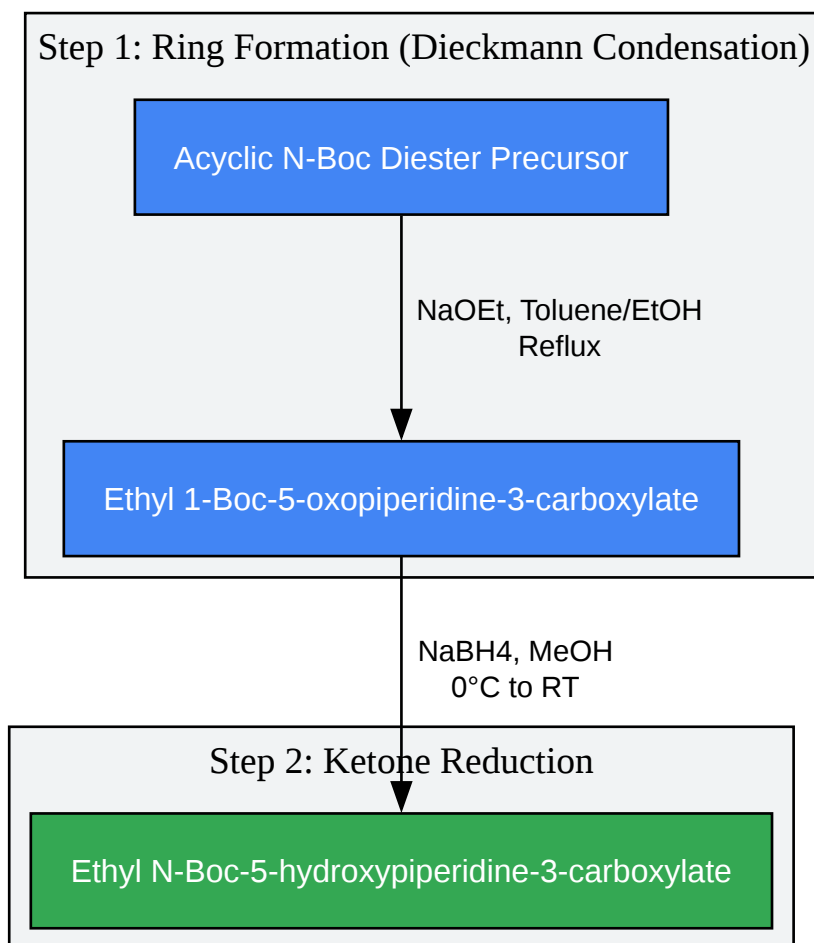 Step 1: Ring Formation (Dieckmann Condensation)
Acyclic N-Boc Diester Precursor
NaOEt, Toluene/EtOH
Reflux
Ethyl 1-Boc-5-oxopiperidine-3-carboxylate
NaBH4, MeOH
0°C to RT
Step 2: Ketone Reduction
Ethyl N-Boc-5-hydroxypiperidine-3-carboxylate